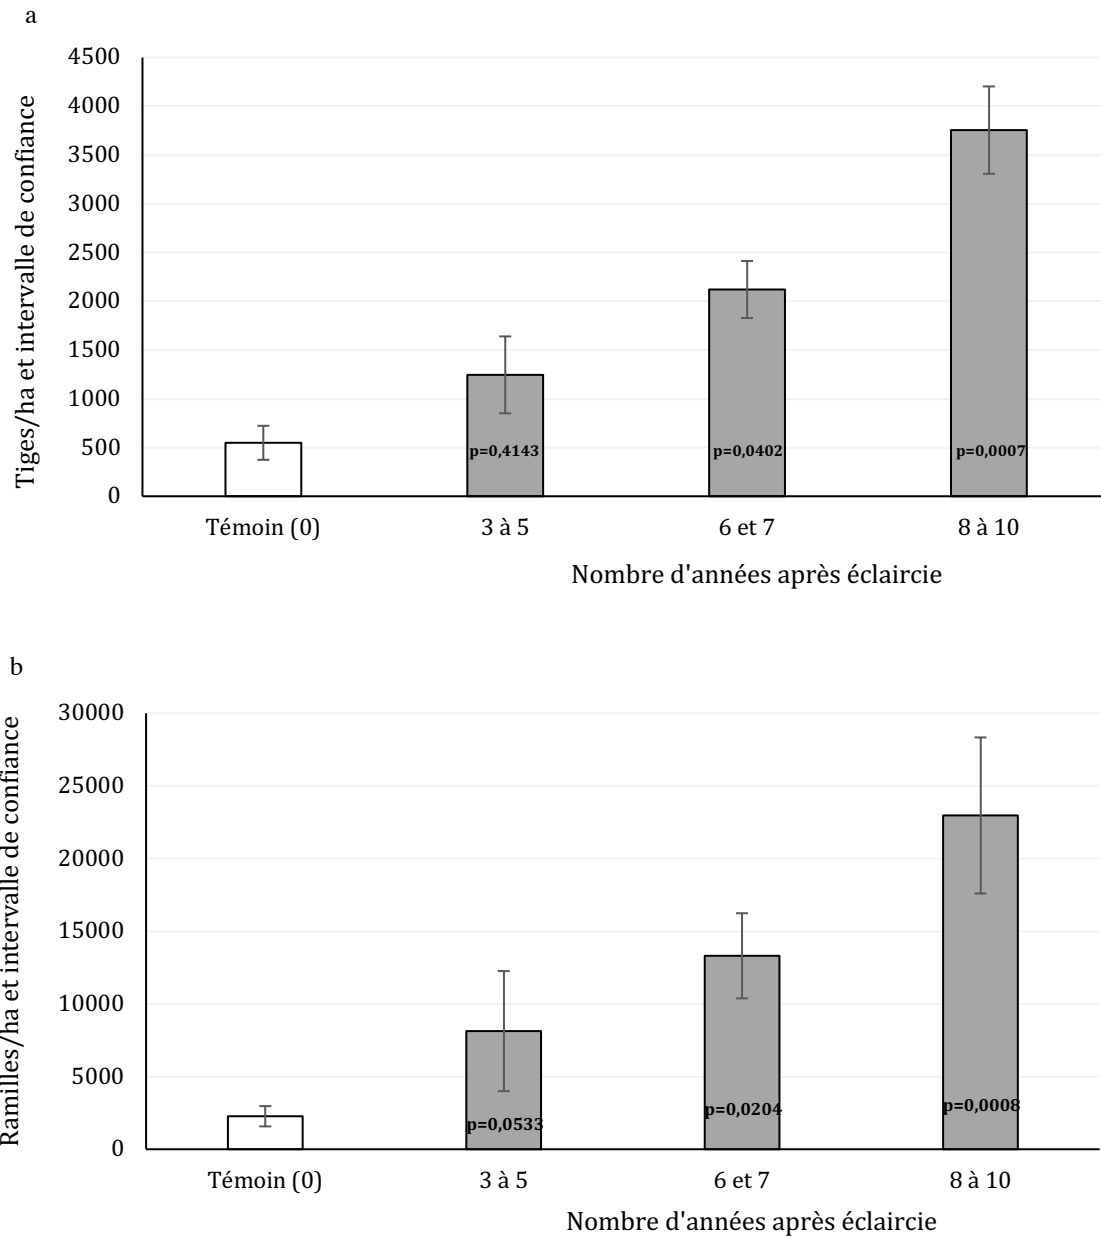 a
Tiges/ha et intervalle de confiance
4500
4000
3500
3000
2500
2000
1500
1000
500
0
p=0,4143
p=0,0402
p=0,0007
Témoin (0)
3 à 5
6 et 7
8 à 10
Nombre d'années après éclaircie
b
Ramilles/ha et intervalle de confiance
30000
25000
20000
15000
10000
5000
0
p=0,0533
p=0,0204
p=0,0008
Témoin (0)
3 à 5
6 et 7
8 à 10
Nombre d'années après éclaircie